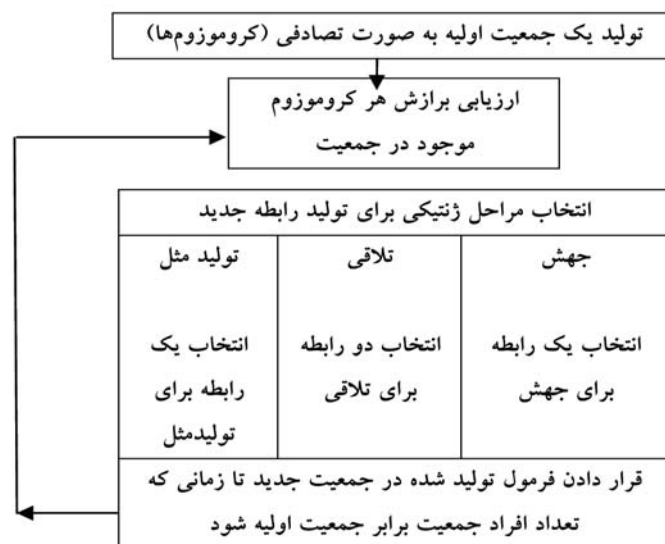 تولید یک جمعیت اولیه به صورت تصادفی (کروموزوم‌ها)
ارزیابی برازش هر کروموزوم
موجود در جمعیت
انتخاب مراحل ژنتیکی برای تولید رابطه جدید
جهش
انتخاب یک رابطه
برای جهش
تلاقی
انتخاب دو رابطه
برای تلاقی
تولید مثل
انتخاب یک
رابطه برای
تولیدمثل
قرار دادن فرمول تولید شده در جمعیت جدید تا زمانی که
تعداد افراد جمعیت برابر جمعیت اولیه شود